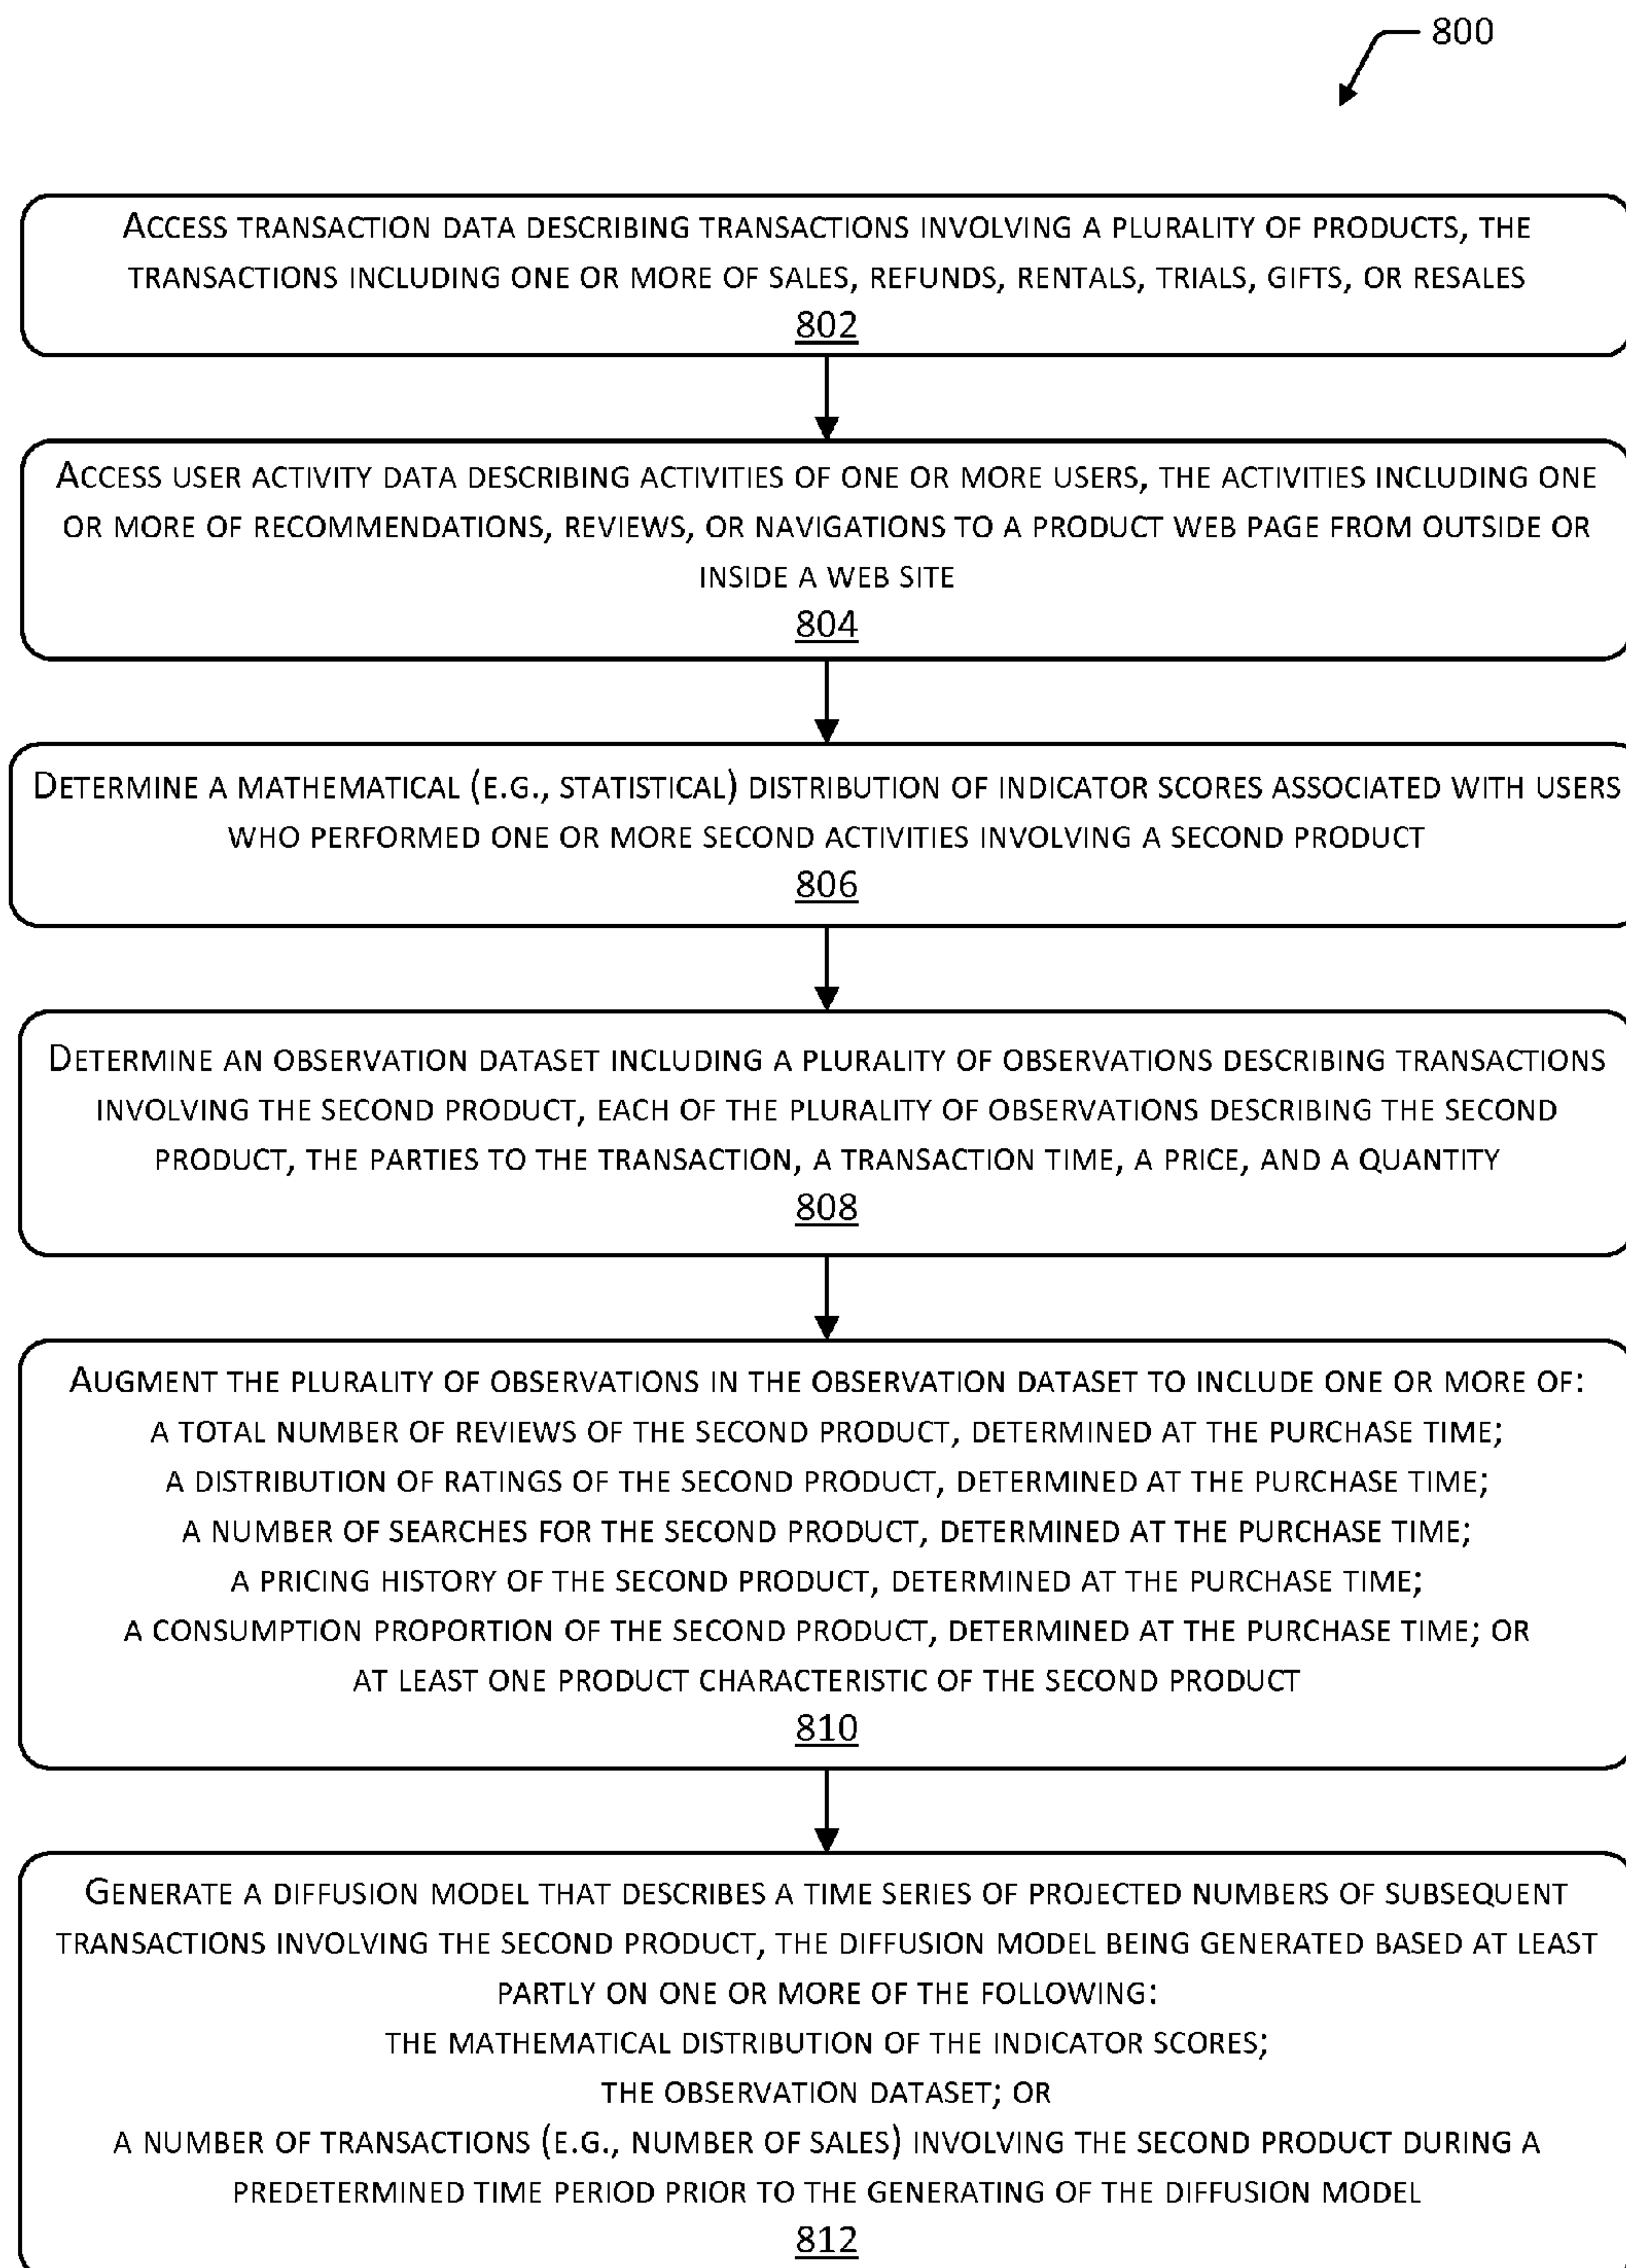 800
ACCESS TRANSACTION DATA DESCRIBING TRANSACTIONS INVOLVING A PLURALITY OF PRODUCTS, THE
TRANSACTIONS INCLUDING ONE OR MORE OF SALES, REFUNDS, RENTALS, TRIALS, GIFTS, OR RESALES
802
ACCESS USER ACTIVITY DATA DESCRIBING ACTIVITIES OF ONE OR MORE USERS, THE ACTIVITIES INCLUDING ONE
OR MORE OF RECOMMENDATIONS, REVIEWS, OR NAVIGATIONS TO A PRODUCT WEB PAGE FROM OUTSIDE OR
INSIDE A WEB SITE
804
DETERMINE A MATHEMATICAL (E.G., STATISTICAL) DISTRIBUTION OF INDICATOR SCORES ASSOCIATED WITH USERS
WHO PERFORMED ONE OR MORE SECOND ACTIVITIES INVOLVING A SECOND PRODUCT
806
DETERMINE AN OBSERVATION DATASET INCLUDING A PLURALITY OF OBSERVATIONS DESCRIBING TRANSACTIONS
INVOLVING THE SECOND PRODUCT, EACH OF THE PLURALITY OF OBSERVATIONS DESCRIBING THE SECOND
PRODUCT, THE PARTIES TO THE TRANSACTION, A TRANSACTION TIME, A PRICE, AND A QUANTITY
808
AUGMENT THE PLURALITY OF OBSERVATIONS IN THE OBSERVATION DATASET TO INCLUDE ONE OR MORE OF:
A TOTAL NUMBER OF REVIEWS OF THE SECOND PRODUCT, DETERMINED AT THE PURCHASE TIME;
A DISTRIBUTION OF RATINGS OF THE SECOND PRODUCT, DETERMINED AT THE PURCHASE TIME;
A NUMBER OF SEARCHES FOR THE SECOND PRODUCT, DETERMINED AT THE PURCHASE TIME;
A PRICING HISTORY OF THE SECOND PRODUCT, DETERMINED AT THE PURCHASE TIME;
A CONSUMPTION PROPORTION OF THE SECOND PRODUCT, DETERMINED AT THE PURCHASE TIME; OR
AT LEAST ONE PRODUCT CHARACTERISTIC OF THE SECOND PRODUCT
810
GENERATE A DIFFUSION MODEL THAT DESCRIBES A TIME SERIES OF PROJECTED NUMBERS OF SUBSEQUENT
TRANSACTIONS INVOLVING THE SECOND PRODUCT, THE DIFFUSION MODEL BEING GENERATED BASED AT LEAST
PARTLY ON ONE OR MORE OF THE FOLLOWING:
THE MATHEMATICAL DISTRIBUTION OF THE INDICATOR SCORES;
THE OBSERVATION DATASET; OR
A NUMBER OF TRANSACTIONS (E.G., NUMBER OF SALES) INVOLVING THE SECOND PRODUCT DURING A
PREDETERMINED TIME PERIOD PRIOR TO THE GENERATING OF THE DIFFUSION MODEL
812